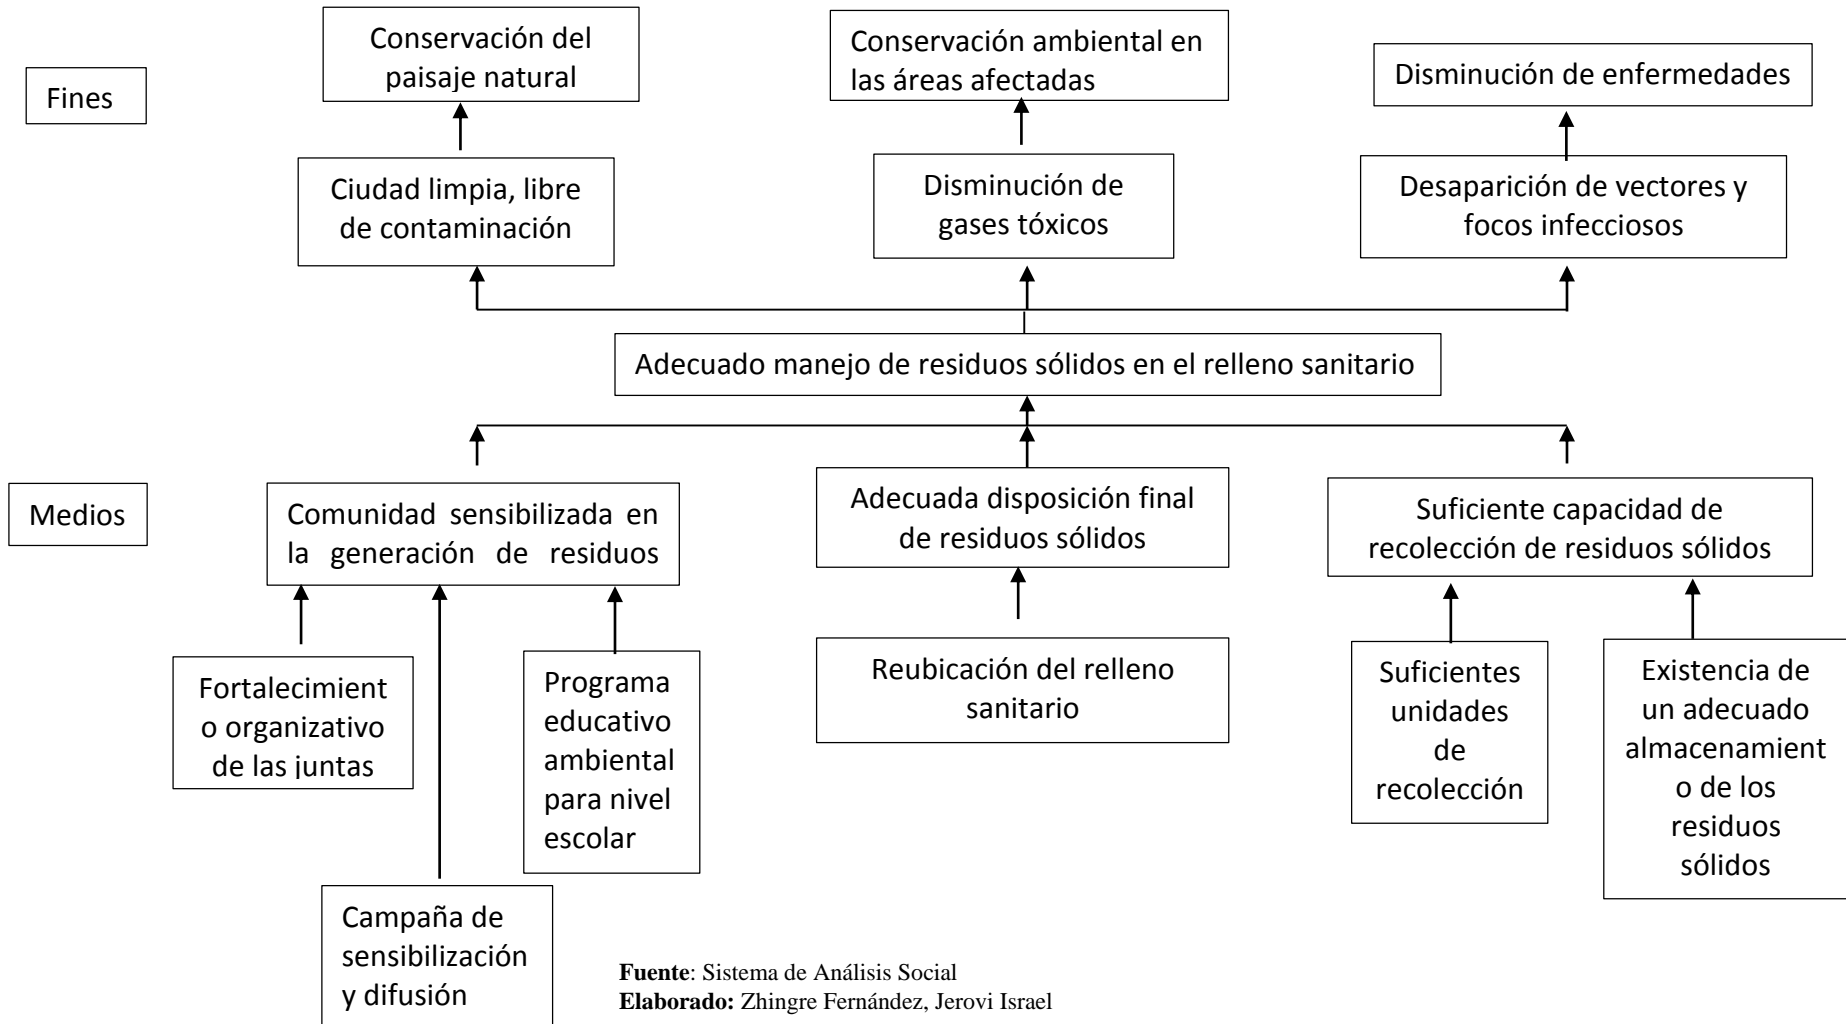 Fines
Conservación del
paisaje natural
Conservación ambiental en
las áreas afectadas
Disminución de enfermedades
Ciudad limpia, libre
de contaminación
Disminución de
gases tóxicos
Desaparición de vectores y
focos infecciosos
Adecuado manejo de residuos sólidos en el relleno sanitario
Medios
Comunidad sensibilizada en
la generación de residuos
Adecuada disposición final
de residuos sólidos
Suficiente capacidad de
recolección de residuos sólidos
Fortalecimient
o organizativo
de las juntas
Programa
educativo
ambiental
para nivel
escolar
Reubicación del relleno
sanitario
Suficientes
unidades
de
recolección
Existencia de
un adecuado
almacenamient
o de los
residuos
sólidos
Campaña de
sensibilización
y difusión
Fuente: Sistema de Análisis Social
Elaborado: Zhingre Fernández, Jerovi Israel